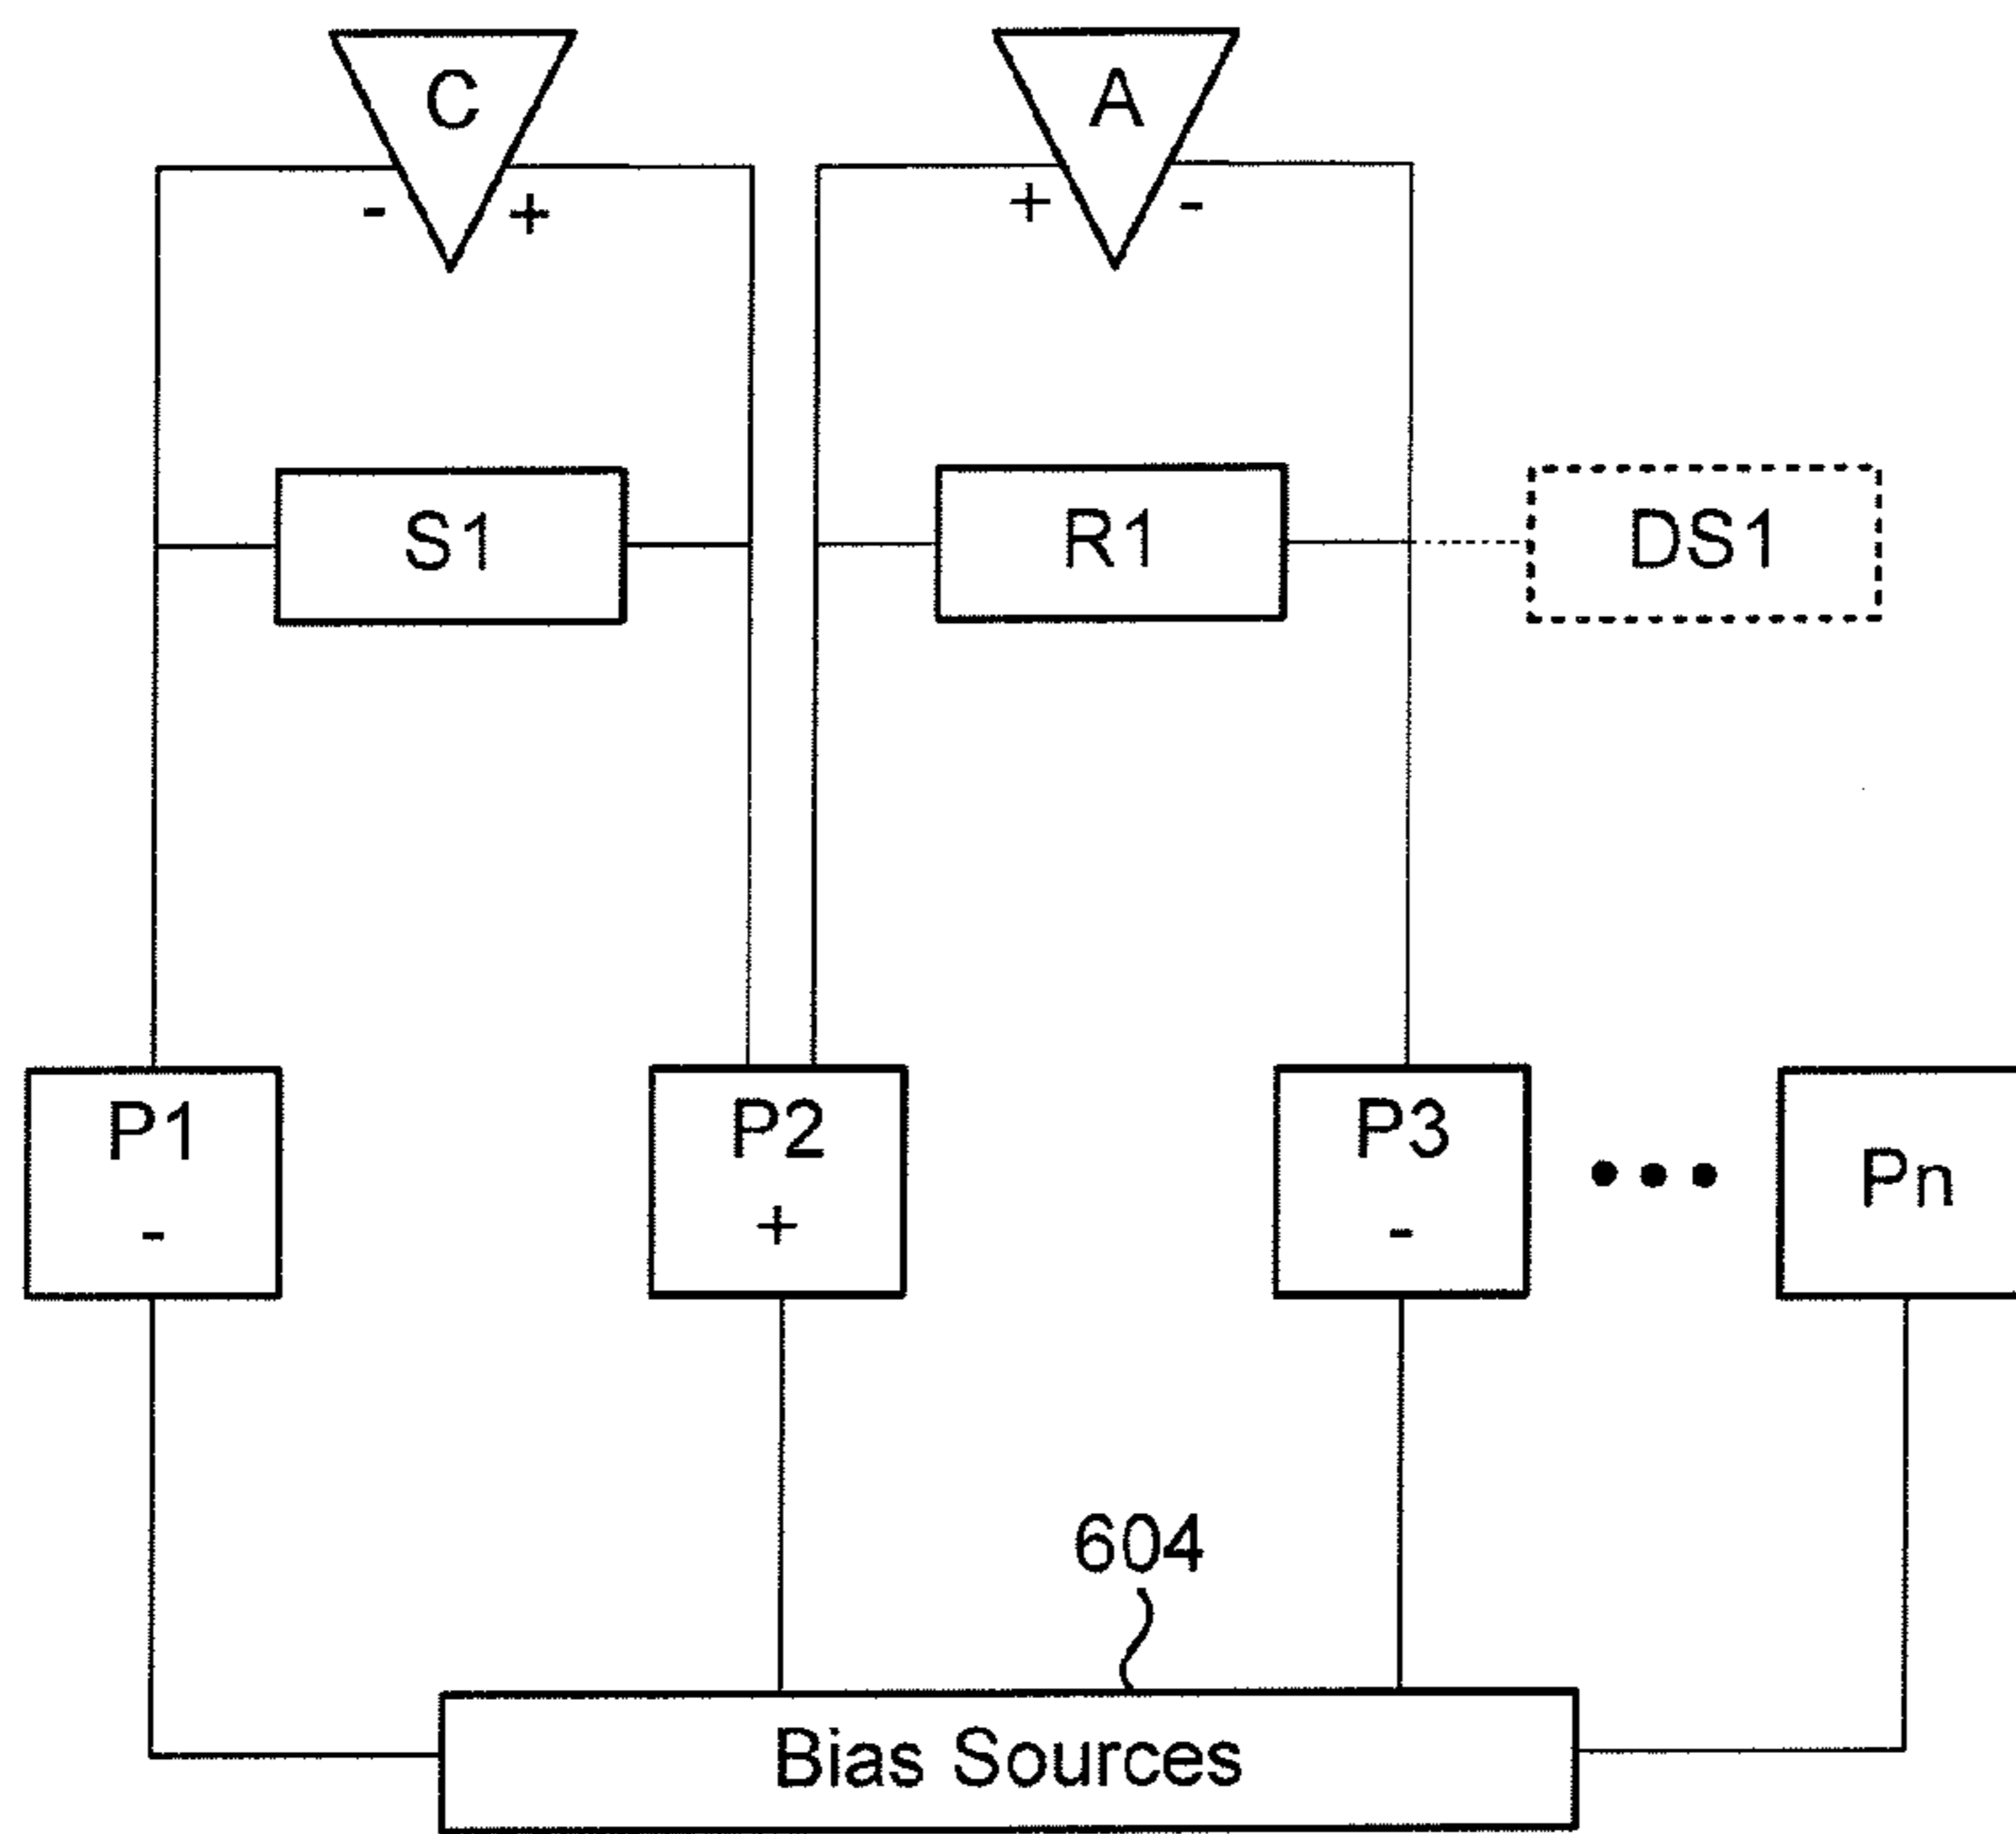 C
A
- +
+ -
S1
R1
DS1
P1
-
P2
+
P3
-
Pn
604
Bias Sources